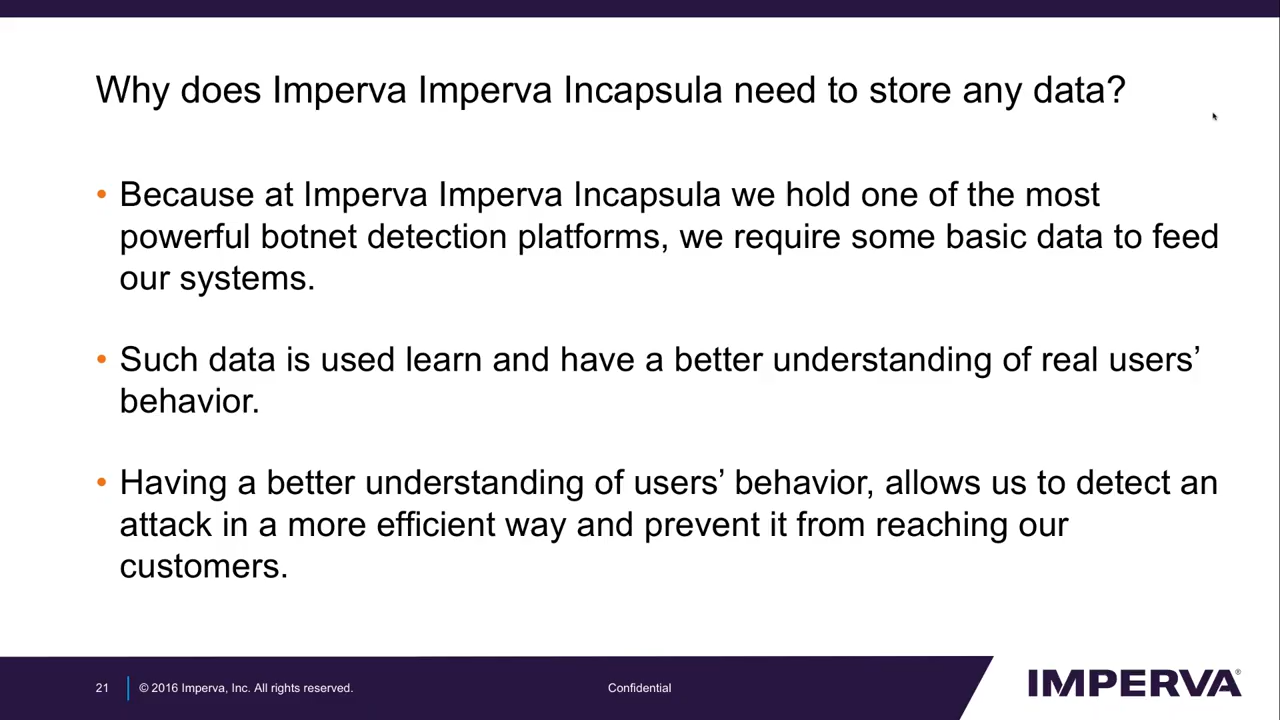 Why does Imperva Imperva Incapsula need to store any data?
• Because at Imperva Imperva Incapsula we hold one of the most
powerful botnet detection platforms, we require some basic data to feed
our systems.
• Such data is used learn and have a better understanding of real users’
behavior.
• Having a better understanding of users’ behavior, allows us to detect an
attack in a more efficient way and prevent it from reaching our
customers.
21
© 2016 Imperva, Inc. All rights reserved.
Confidential
IMPERVA®